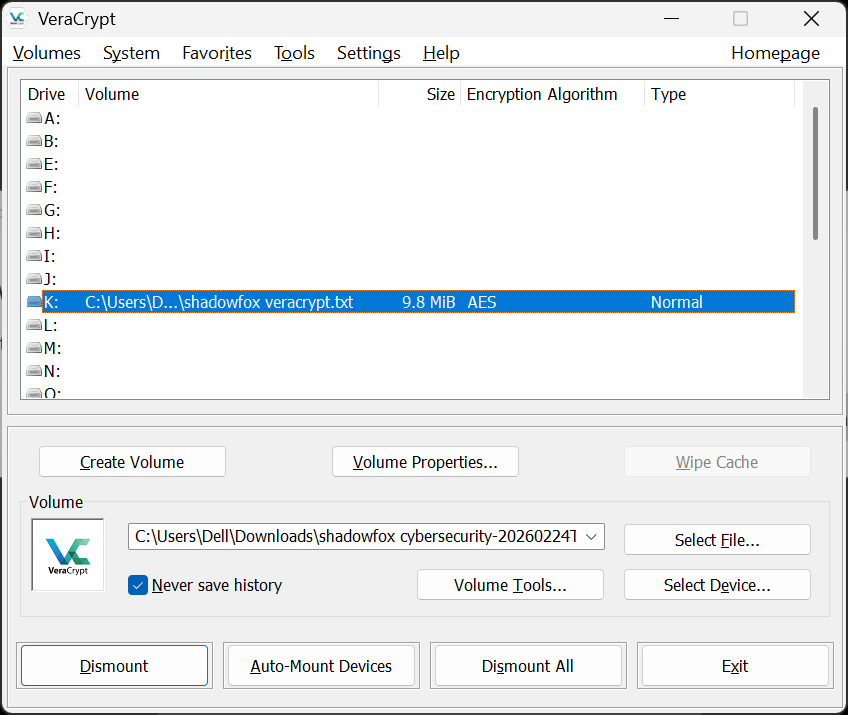 VeraCrypt
Volumes System Favorites Tools Settings Help Homepage
Drive Volume Size Encryption Algorithm Type
A:
B:
E:
F:
G:
H:
I:
J:
K: C:\Users\D...\shadowfox veracrypt.txt 9.8 MiB AES Normal
L:
M:
N:
O:
Create Volume Volume Properties... Wipe Cache
Volume
C:\Users\Dell\Downloads\shadowfox cybersecurity-20260224T Select File...
VeraCrypt
Never save history Volume Tools... Select Device...
Dismount Auto-Mount Devices Dismount All Exit